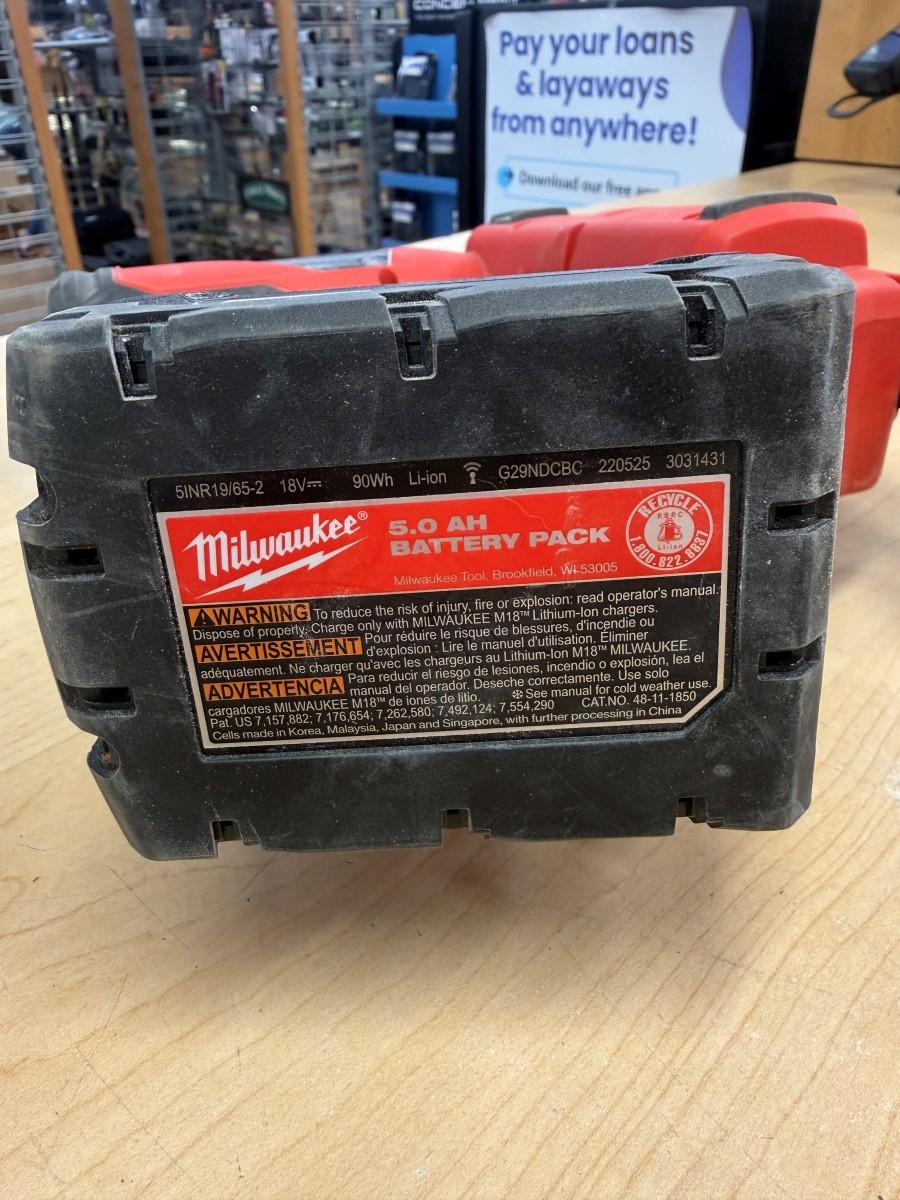 CONCEPT
Pay your loans
& layaways
from anywhere!
Download our free app
5INR19/65-2 18V⎓ 90Wh Li-ion G29NDCBC 220525 3031431
Milwaukee®
5.0 AH
BATTERY PACK
Milwaukee Tool, Brookfield, WI 53005
RECYCLE
RBRC
Li-ion
1.800.822.8837
⚠WARNING To reduce the risk of injury, fire or explosion: read operator's manual.
Dispose of properly. Charge only with MILWAUKEE M18™ Lithium-Ion chargers.
AVERTISSEMENT Pour réduire le risque de blessures, d'incendie ou
d'explosion : Lire le manuel d'utilisation. Éliminer
adéquatement. Ne charger qu'avec les chargeurs au Lithium-Ion M18™ MILWAUKEE.
ADVERTENCIA Para reducir el riesgo de lesiones, incendio o explosión, lea el
manual del operador. Deseche correctamente. Use solo
cargadores MILWAUKEE M18™ de iones de litio. ❄See manual for cold weather use.
Pat. US 7,157,882; 7,176,654; 7,262,580; 7,492,124; 7,554,290 CAT.NO. 48-11-1850
Cells made in Korea, Malaysia, Japan and Singapore, with further processing in China